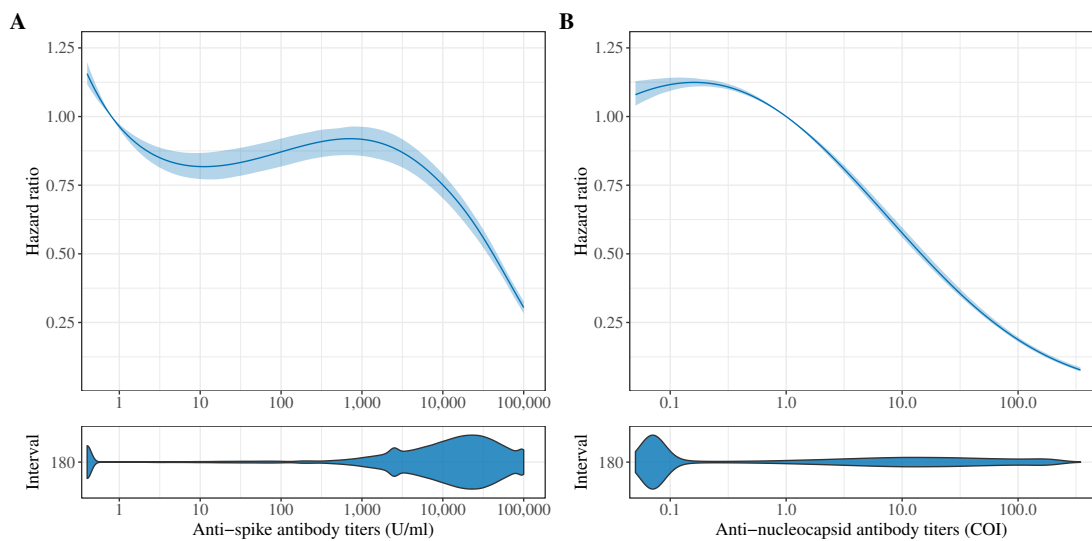 A
B
Hazard ratio
1.25
1.00
0.75
0.50
0.25
1 10 100 1,000 10,000 100,000
Hazard ratio
1.25
1.00
0.75
0.50
0.25
0.1 1.0 10.0 100.0
Interval
180
1 10 100 1,000 10,000 100,000
Anti−spike antibody titers (U/ml)
Interval
180
0.1 1.0 10.0 100.0
Anti−nucleocapsid antibody titers (COI)